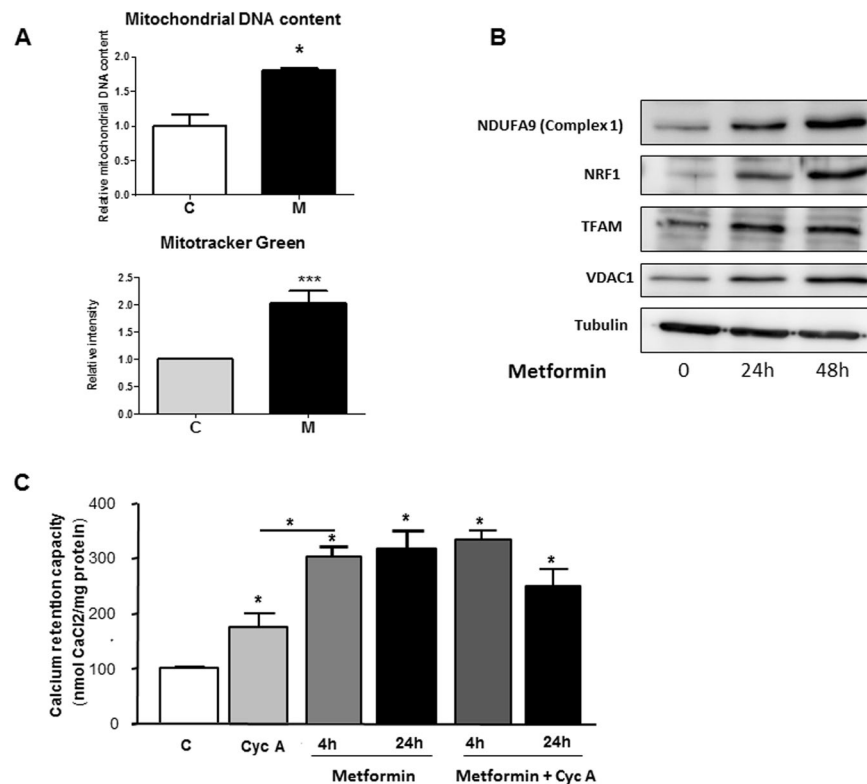 A
Mitochondrial DNA content
Relative mitochondrial DNA content
2.0
1.5
1.0
0.5
0.0
*
C M
Mitotracker Green
Relative intensity
2.5
2.0
1.5
1.0
0.5
0.0
***
C M
B
NDUFA9 (Complex 1)
NRF1
TFAM
VDAC1
Tubulin
Metformin 0 24h 48h
C
Calcium retention capacity
(nmol CaCl2/mg protein)
400
300
200
100
0
* * * * * *
C Cyc A 4h 24h 4h 24h
Metformin Metformin + Cyc A